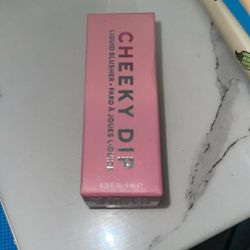 CHEEKY DIP
LIQUID BLUSHER • FARD À JOUES LIQUIDE